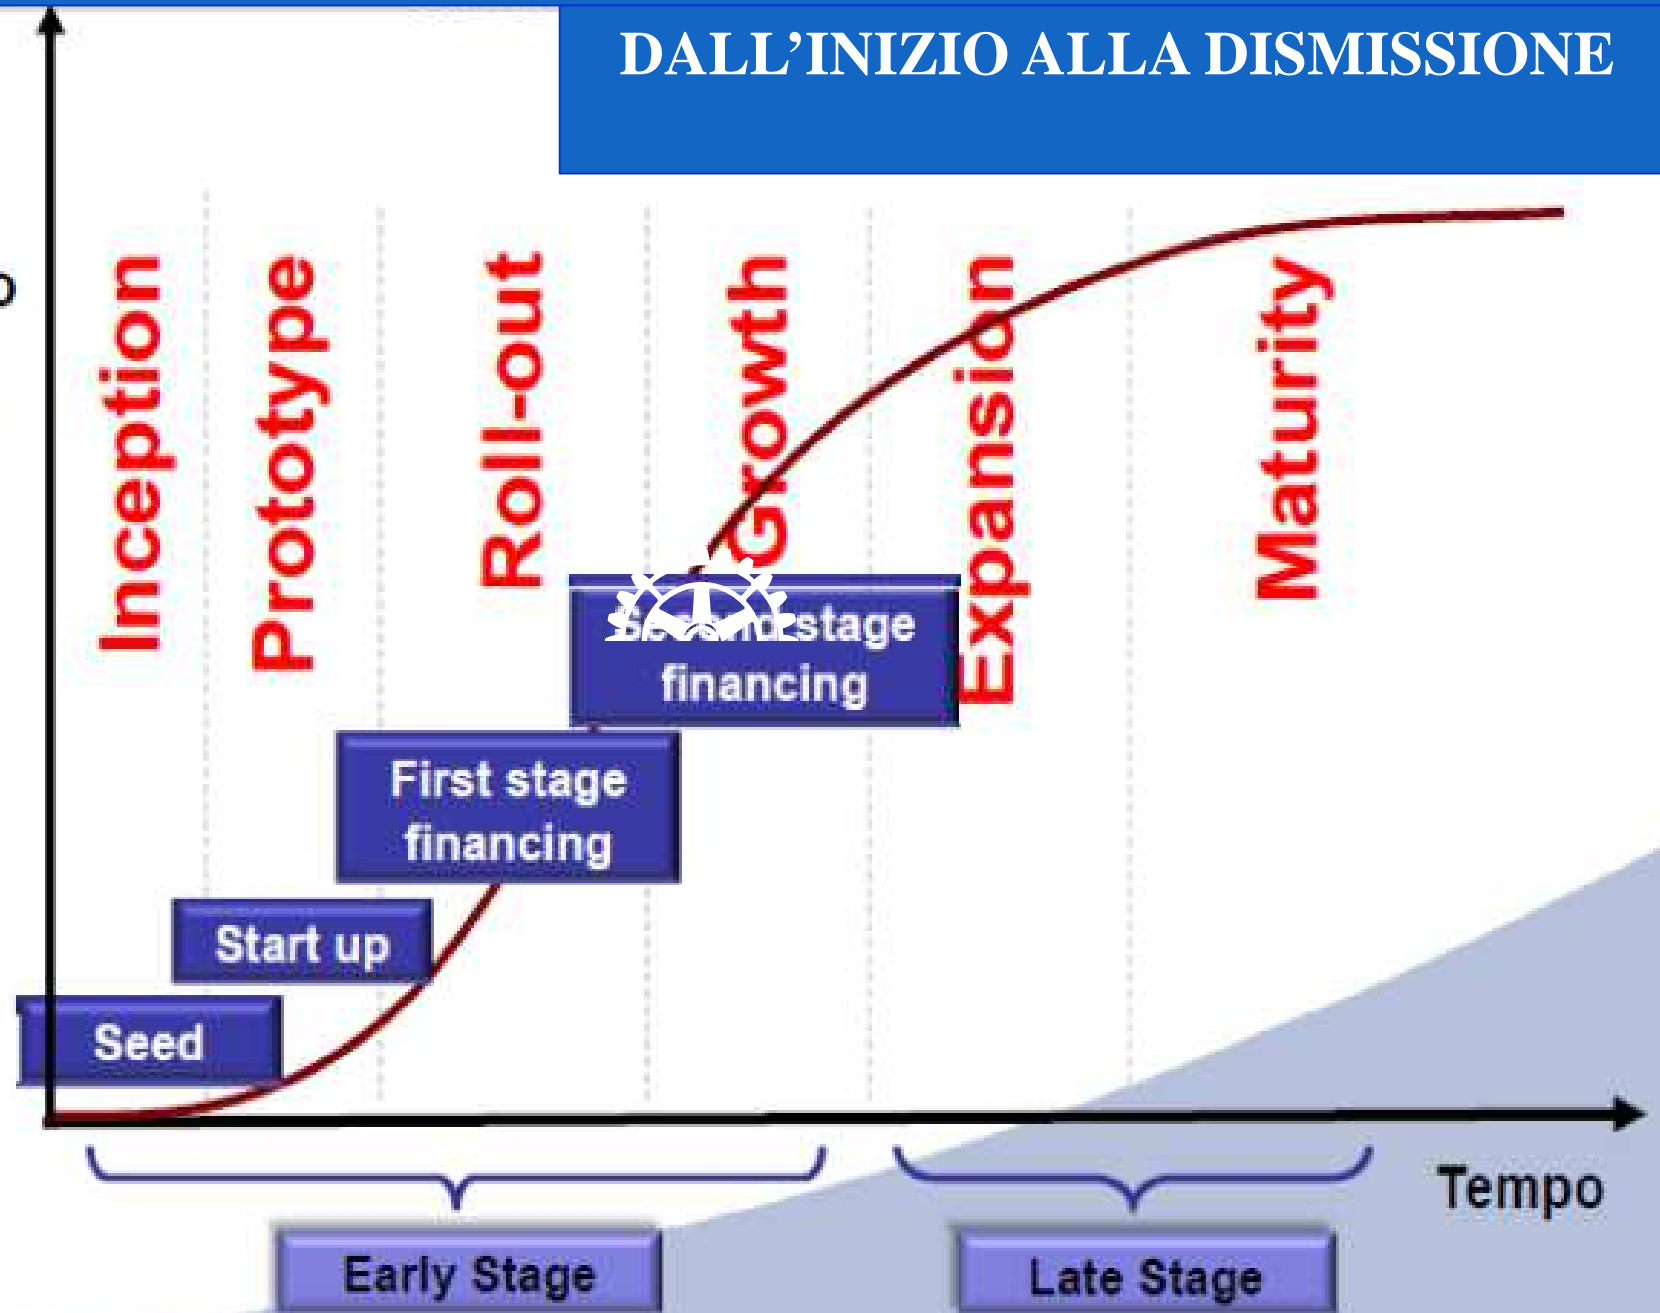 DALL’INIZIO ALLA DISMISSIONE
Inception
Prototype
Roll-out
Growth
Expansion
Maturity
Second stage
financing
First stage
financing
Start up
Seed
Tempo
Early Stage
Late Stage